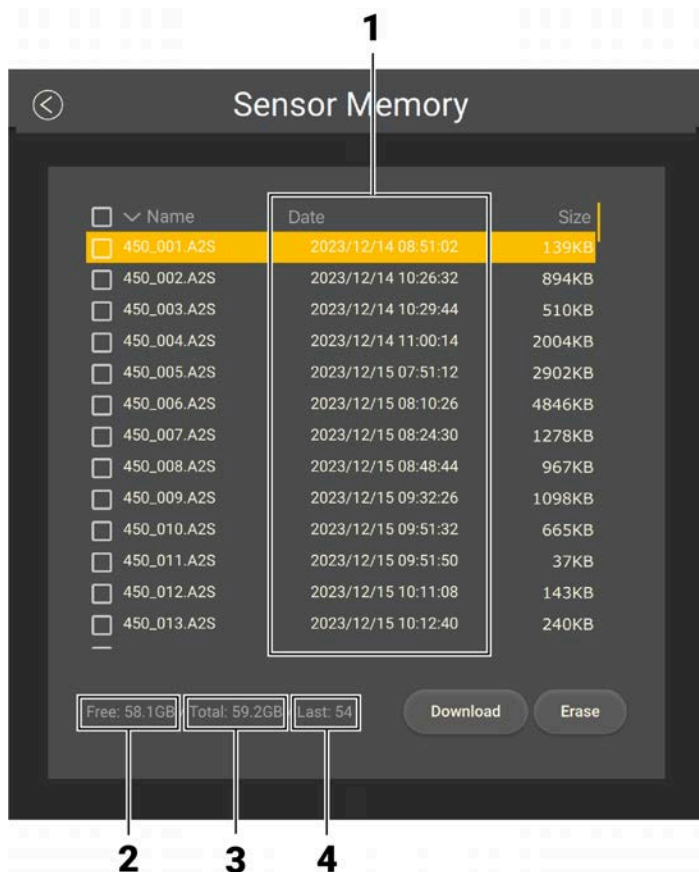 1
Sensor Memory
Name Date Size
450_001.A2S 2023/12/14 08:51:02 139KB
450_002.A2S 2023/12/14 10:26:32 894KB
450_003.A2S 2023/12/14 10:29:44 510KB
450_004.A2S 2023/12/14 11:00:14 2004KB
450_005.A2S 2023/12/15 07:51:12 2902KB
450_006.A2S 2023/12/15 08:10:26 4846KB
450_007.A2S 2023/12/15 08:24:30 1278KB
450_008.A2S 2023/12/15 08:48:44 967KB
450_009.A2S 2023/12/15 09:32:26 1098KB
450_010.A2S 2023/12/15 09:51:32 665KB
450_011.A2S 2023/12/15 09:51:50 37KB
450_012.A2S 2023/12/15 10:11:08 143KB
450_013.A2S 2023/12/15 10:12:40 240KB
Free: 58.1GB / Total: 59.2GB / Last: 54 Download Erase
2 3 4